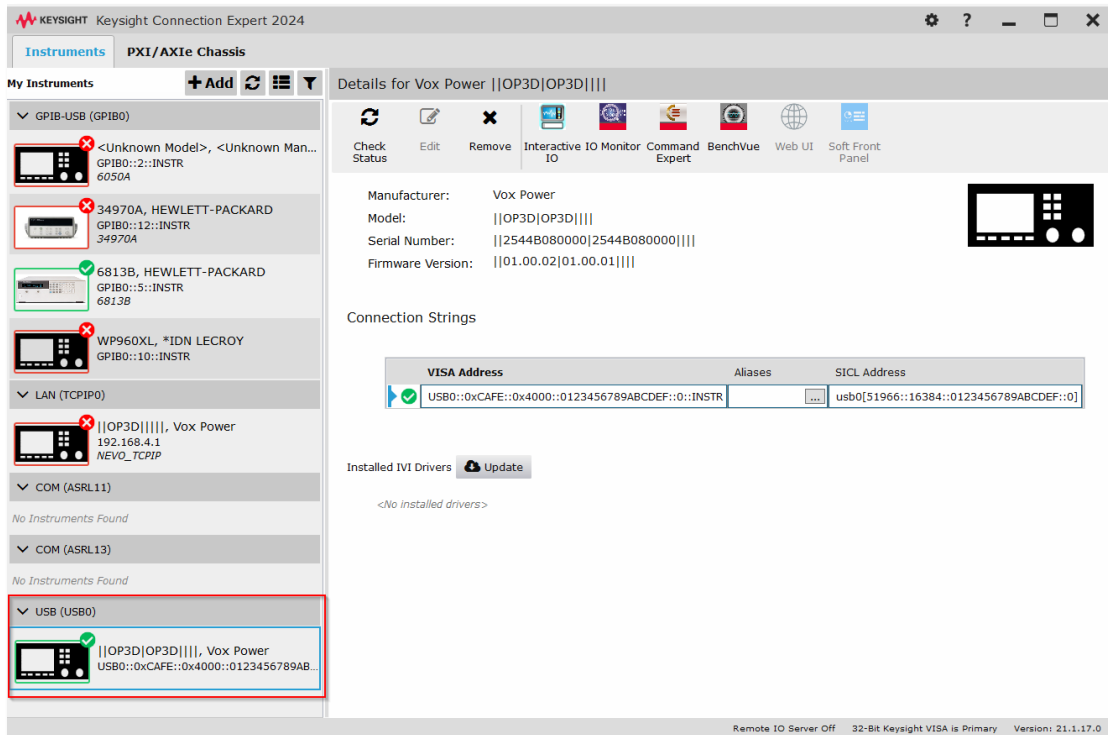 KEYSIGHT Keysight Connection Expert 2024
Instruments PXI/AXIe Chassis
My Instruments + Add
GPIB-USB (GPIB0)
<Unknown Model>, <Unknown Man...
GPIB0::2::INSTR
6050A
34970A, HEWLETT-PACKARD
GPIB0::12::INSTR
34970A
6813B, HEWLETT-PACKARD
GPIB0::5::INSTR
6813B
WP960XL, *IDN LECROY
GPIB0::10::INSTR
LAN (TCPIP0)
||OP3D|||||, Vox Power
192.168.4.1
NEVO_TCPIP
COM (ASRL11)
No Instruments Found
COM (ASRL13)
No Instruments Found
USB (USB0)
||OP3D|OP3D||||, Vox Power
USB0::0xCAFE::0x4000::0123456789AB...
Details for Vox Power ||OP3D|OP3D||||
Check Status
Edit
Remove
Interactive IO
IO Monitor
Command Expert
BenchVue
Web UI
Soft Front Panel
Manufacturer: Vox Power
Model: ||OP3D|OP3D||||
Serial Number: ||2544B080000|2544B080000||||
Firmware Version: ||01.00.02|01.00.01||||
Connection Strings
VISA Address Aliases SICL Address
USB0::0xCAFE::0x4000::0123456789ABCDEF::0::INSTR ... usb0[51966::16384::0123456789ABCDEF::0]
Installed IVI Drivers Update
<No installed drivers>
Remote IO Server Off 32-Bit Keysight VISA is Primary Version: 21.1.17.0